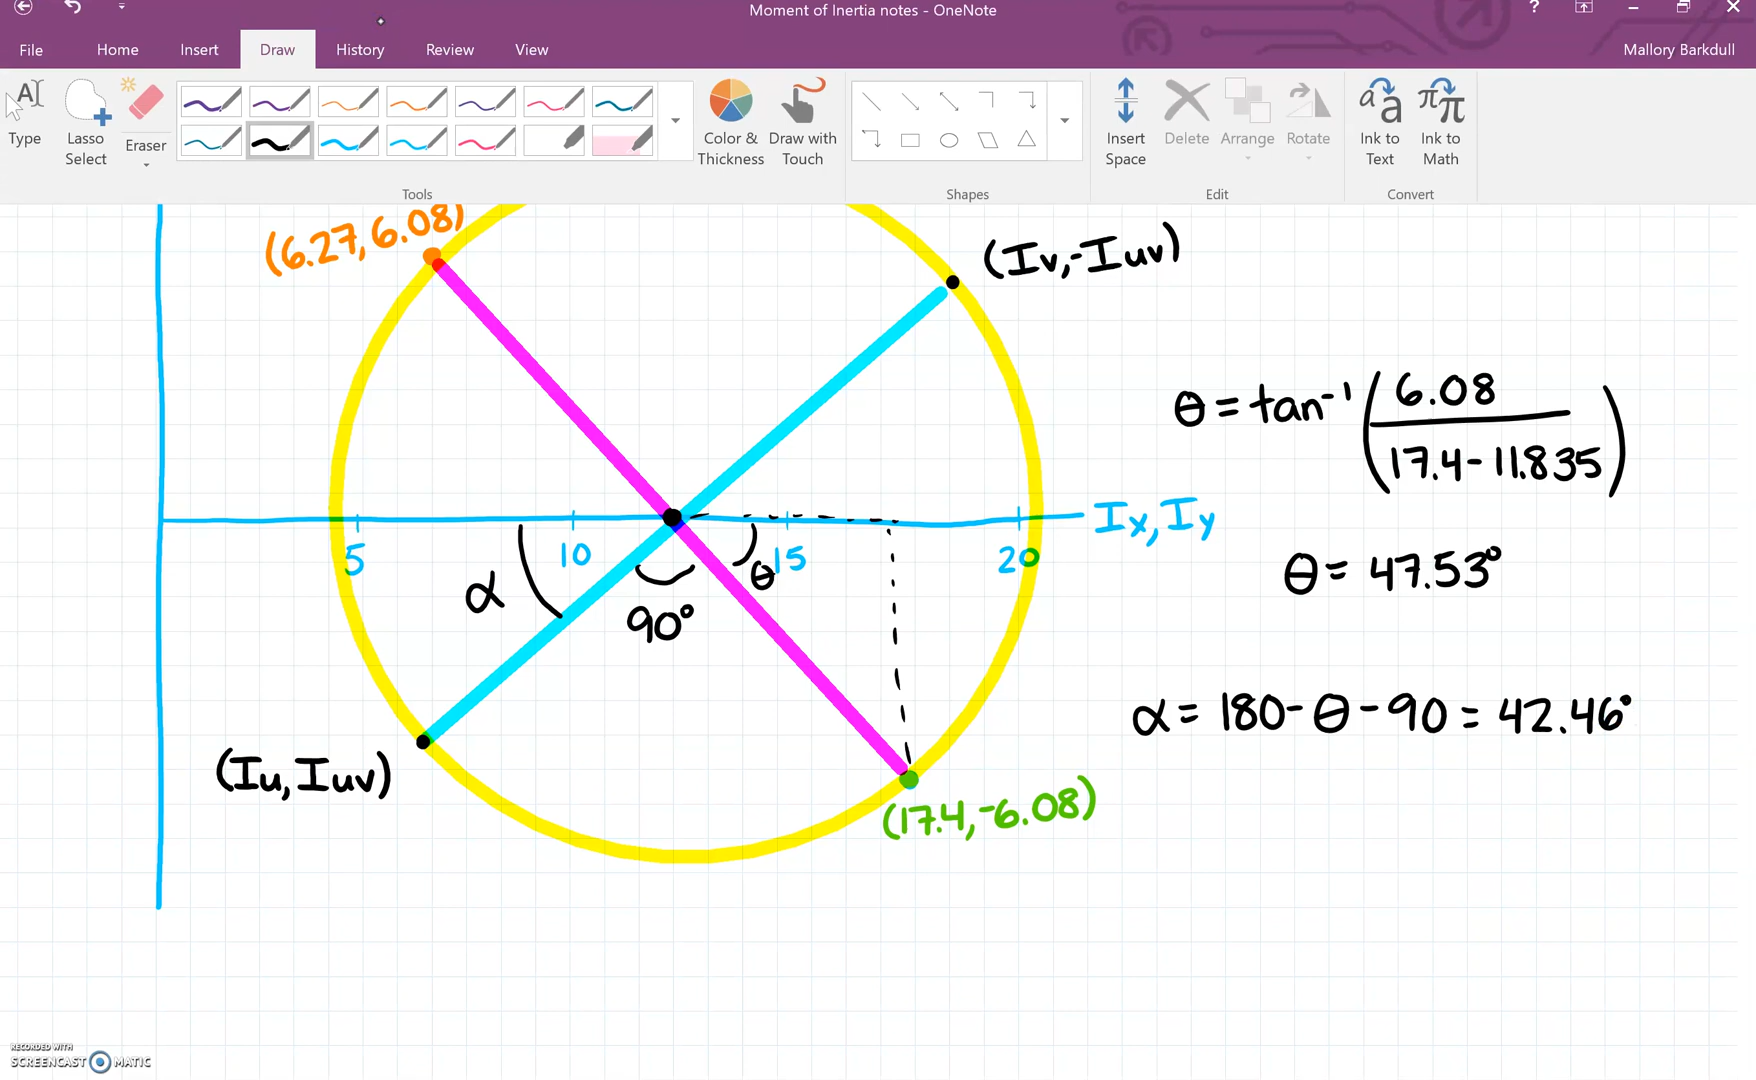 Moment of Inertia notes - OneNote
?
File Home Insert Draw History Review View
Mallory Barkdull
Type
Lasso Select
Eraser
Color & Thickness
Draw with Touch
Insert Space
Delete
Arrange
Rotate
Ink to Text
Ink to Math
Tools
Shapes
Edit
Convert
(6.27, 6.08)
(Iv, -Iuv)
θ = tan⁻¹ (6.08 / 17.4 - 11.835)
Ix, Iy
5 10 15 20
θ
θ = 47.53°
α
90°
α = 180 - θ - 90 = 42.46°
(Iu, Iuv)
(17.4, -6.08)
RECORDED WITH
SCREENCAST MATIC